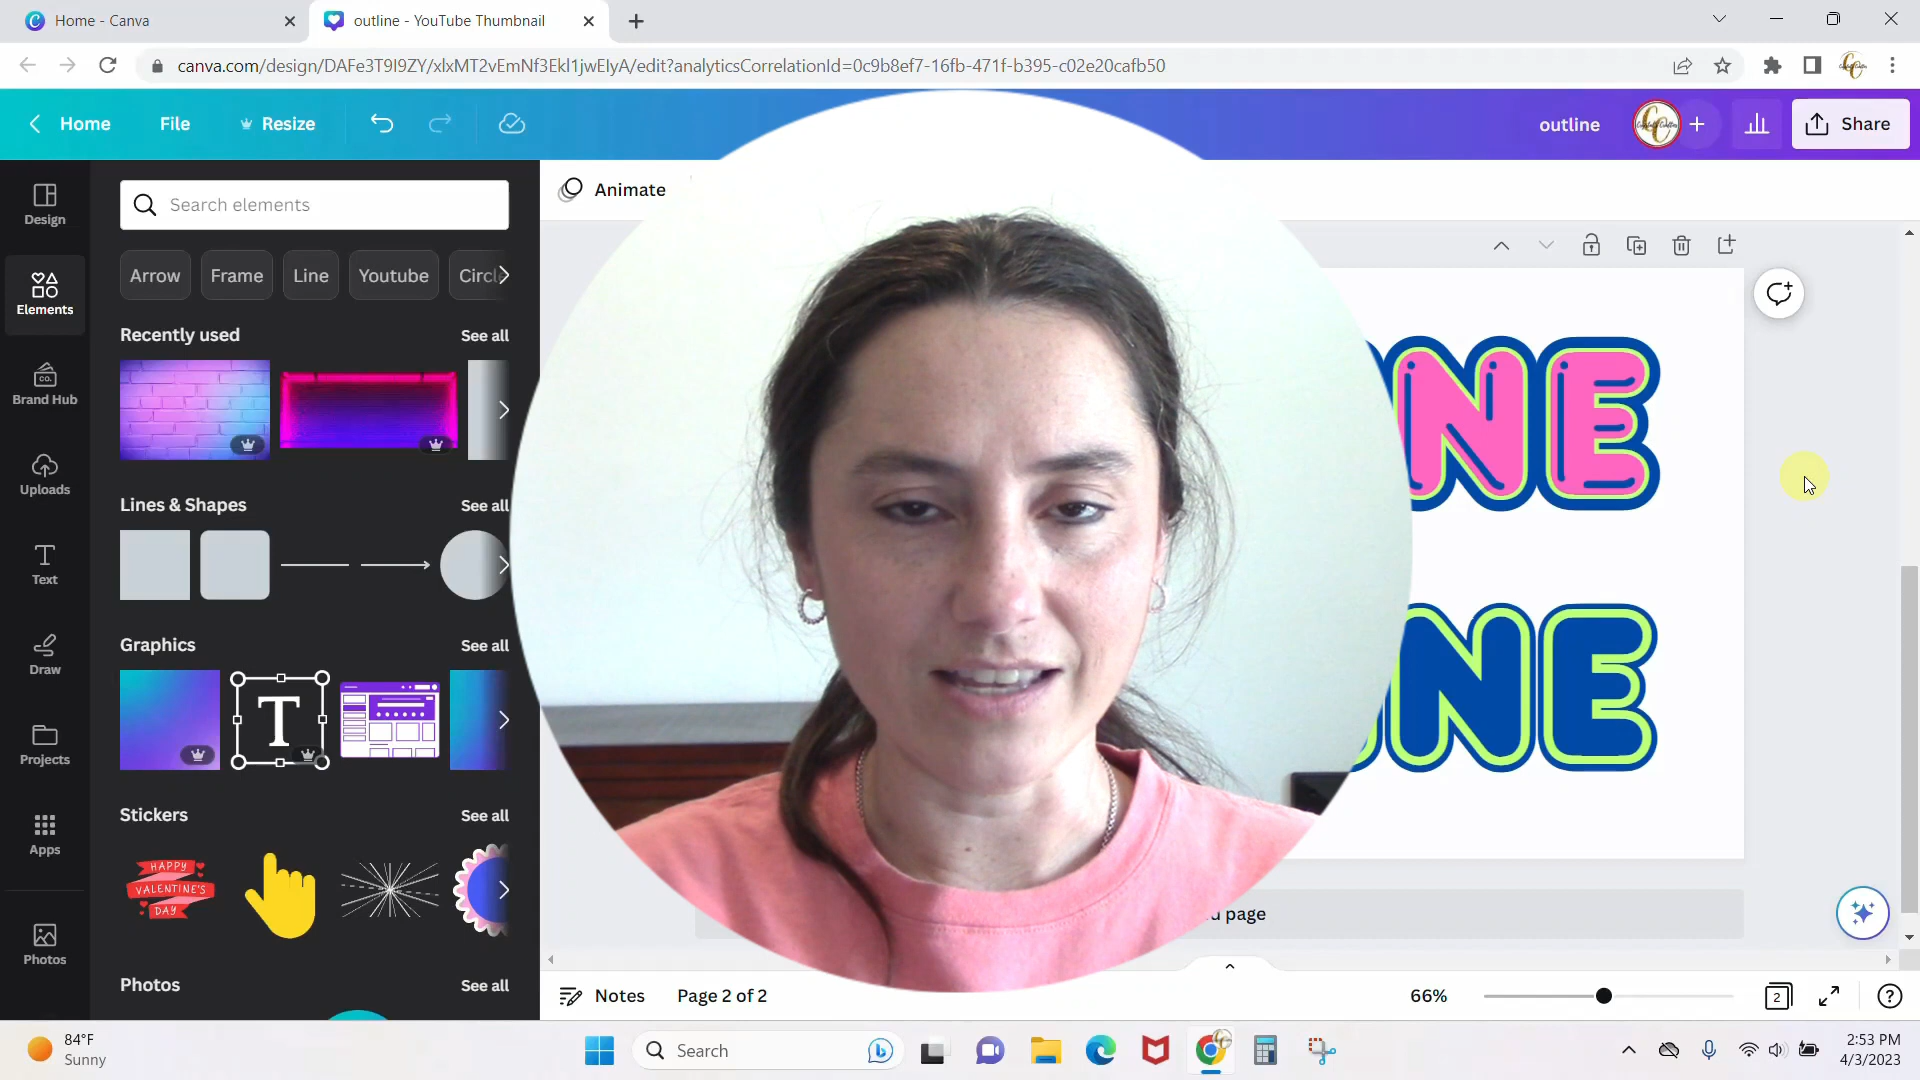 Home - Canva
outline - YouTube Thumbnail
canva.com/design/DAFe3T9I9ZY/xlxMT2vEmNf3Ekl1jwEIyA/edit?analyticsCorrelationId=0c9b8ef7-16fb-471f-b395-c02e20cafb50
Home
File
Resize
outline
Share
Design
Elements
Brand Hub
CO.
Uploads
Text
Draw
Projects
Apps
Photos
Search elements
Arrow
Frame
Line
Youtube
Recently used
See all
Lines & Shapes
See all
Graphics
See all
T
Stickers
See all
HAPPY
VALENTINE'S
DAY
Photos
See all
Animate
NE
NE
page
Notes
Page 2 of 2
66%
2
84°F
Sunny
Search
2:53 PM
4/3/2023